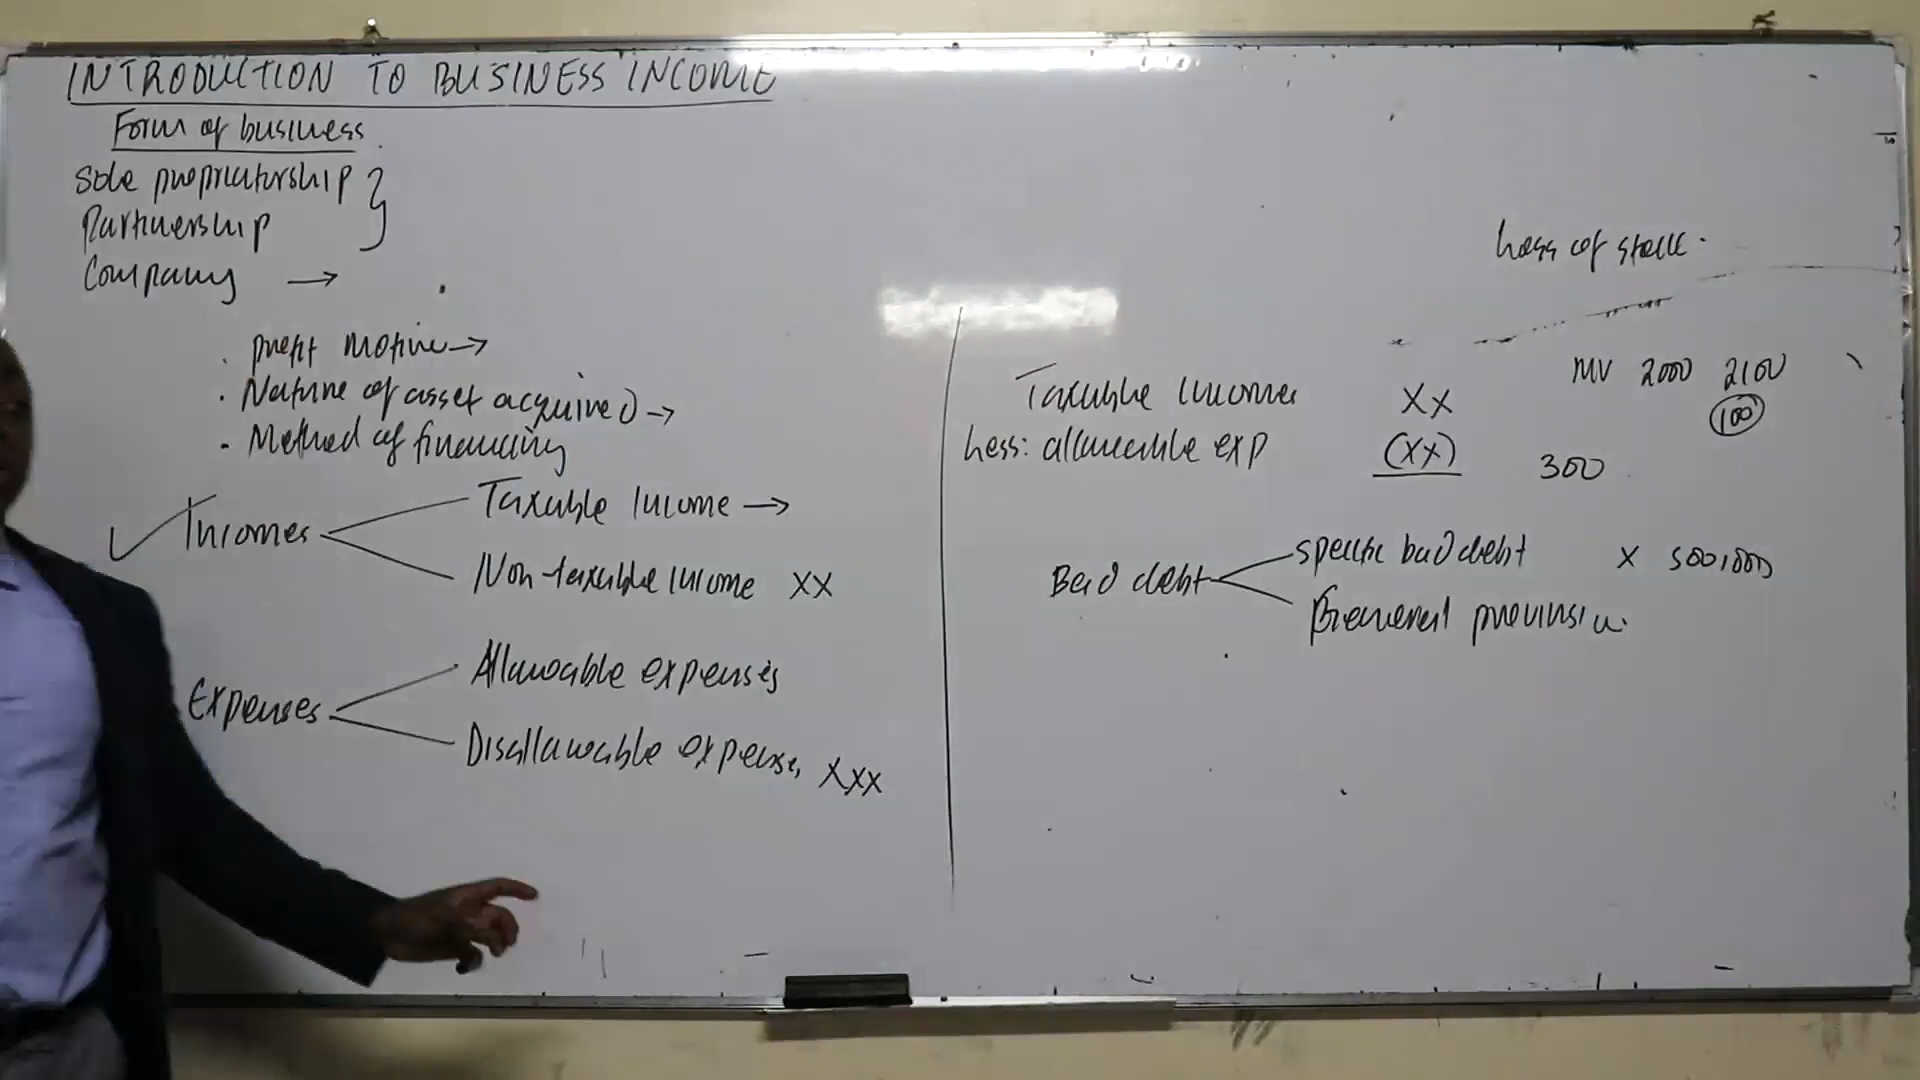 INTRODUCTION TO BUSINESS INCOME
Form of business
Sole proprietorship }
Partnership
Company →
. profit motive →
. Nature of asset acquired →
- Method of financing
✓ Incomes
Taxable income →
Non-taxable income XX
Expenses
Allowable expenses
Disallowable expenses XXX
Loss of stock.
MV 2000 2100
100
Taxable incomes XX
Less: allowable exp (XX) 300
Bad debt
specific bad debt X 500,000
General provision.